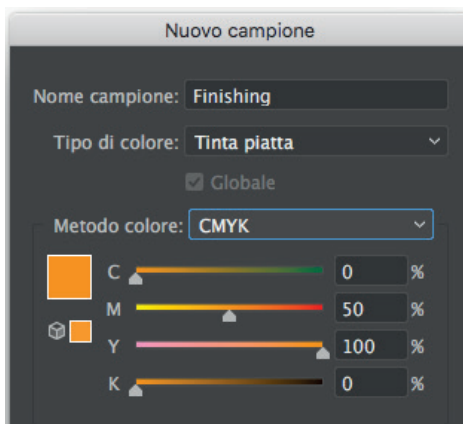 Nuovo campione
Nome campione: Finishing
Tipo di colore: Tinta piatta
Globale
Metodo colore: CMYK
C 0 %
M 50 %
Y 100 %
K 0 %